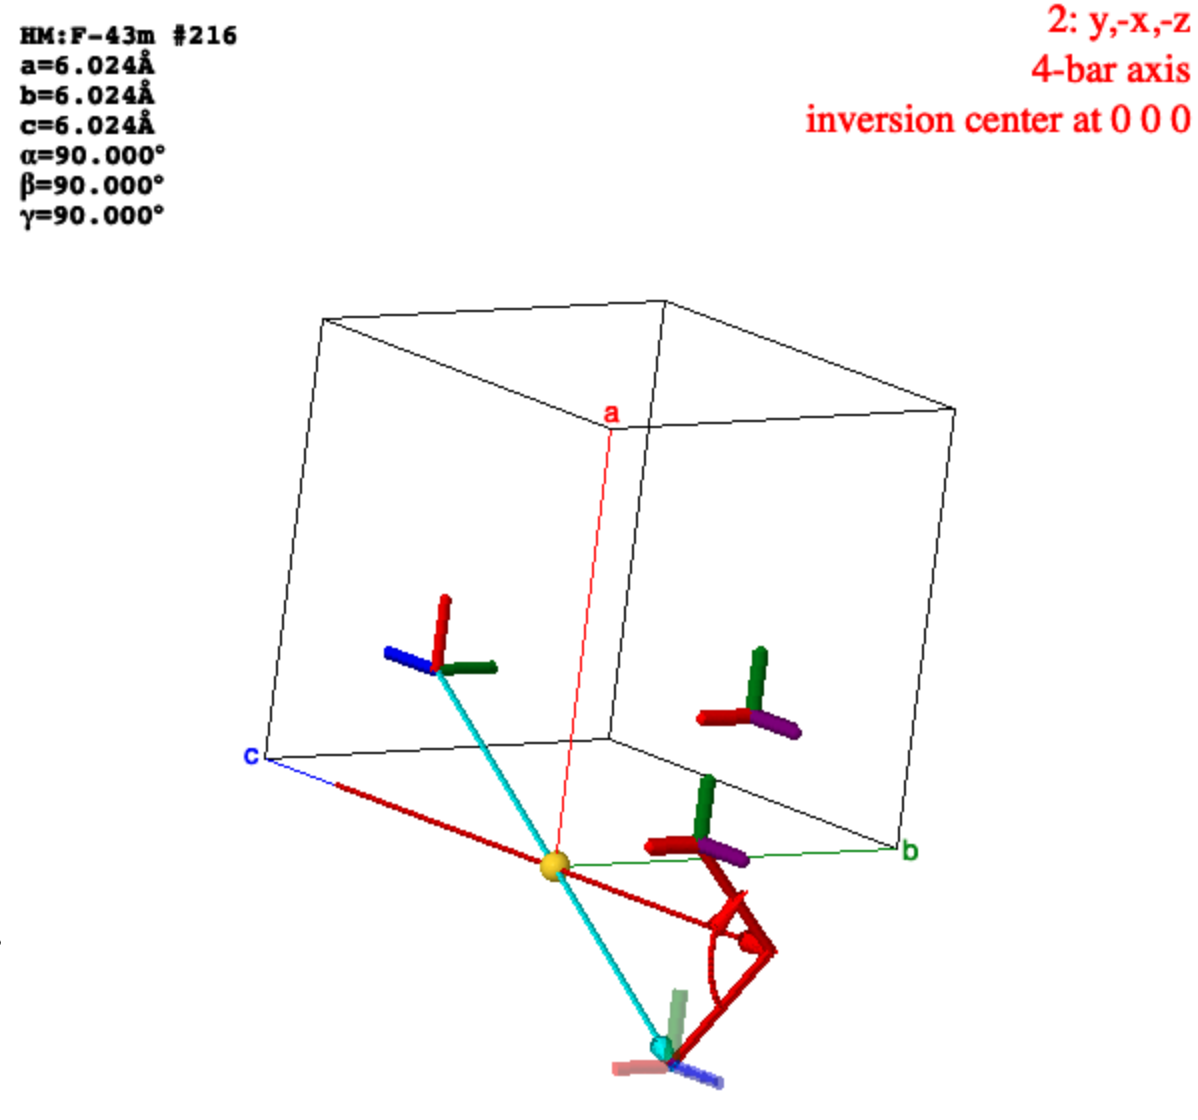 HM:F-43m #216
a=6.024Å
b=6.024Å
c=6.024Å
α=90.000°
β=90.000°
γ=90.000°
2: y,-x,-z
4-bar axis
inversion center at 0 0 0
a
c
b